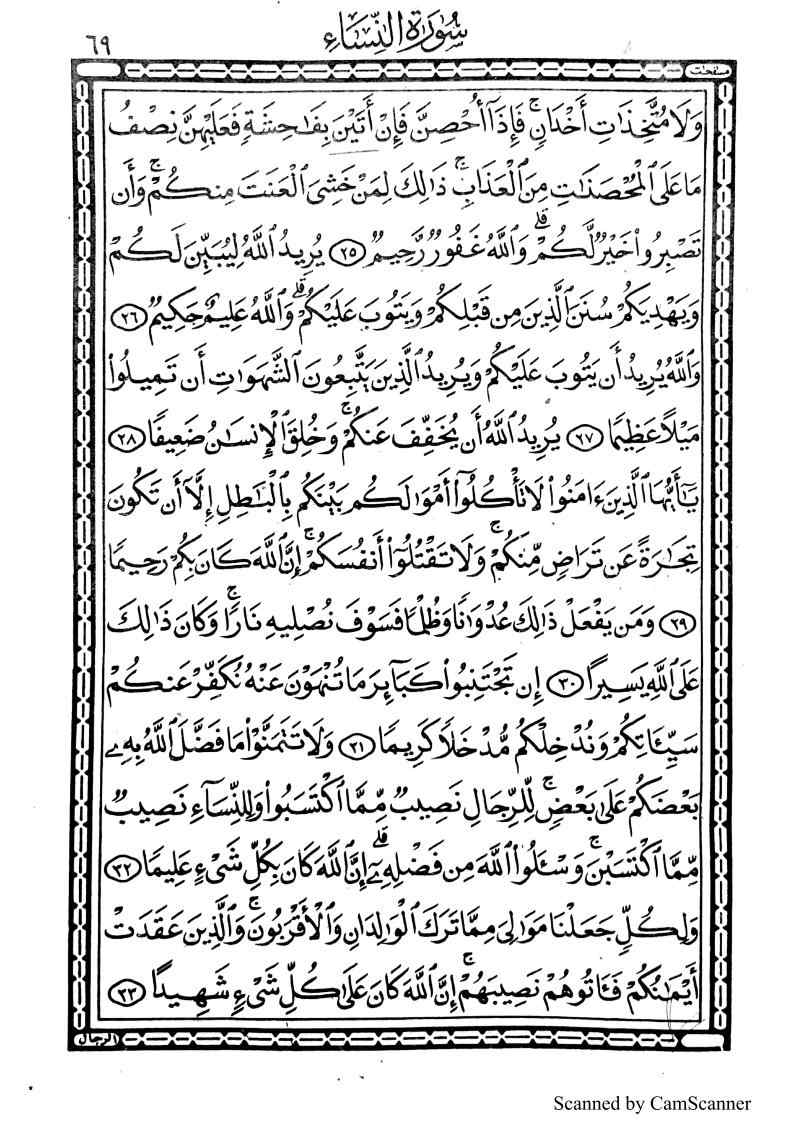 سُورَةُ النِّسَاءِ
٦٩
مسافحات
وَلَا مُتَّخِذَاتِ أَخْدَانٍ ۚ فَإِذَآ أُحْصِنَّ فَإِنْ أَتَيْنَ بِفَـٰحِشَةٍ فَعَلَيْهِنَّ نِصْفُ
مَا عَلَى ٱلْمُحْصَنَـٰتِ مِنَ ٱلْعَذَابِ ۚ ذَٰلِكَ لِمَنْ خَشِىَ ٱلْعَنَتَ مِنكُمْ ۚ وَأَن
تَصْبِرُوا۟ خَيْرٌ لَّكُمْ ۗ وَٱللَّهُ غَفُورٌ رَّحِيمٌ ٢٥ يُرِيدُ ٱللَّهُ لِيُبَيِّنَ لَكُمْ
وَيَهْدِيَكُمْ سُنَنَ ٱلَّذِينَ مِن قَبْلِكُمْ وَيَتُوبَ عَلَيْكُمْ ۗ وَٱللَّهُ عَلِيمٌ حَكِيمٌ ٢٦
وَٱللَّهُ يُرِيدُ أَن يَتُوبَ عَلَيْكُمْ وَيُرِيدُ ٱلَّذِينَ يَتَّبِعُونَ ٱلشَّهَوَٰتِ أَن تَمِيلُوا۟
مَيْلًا عَظِيمًا ٢٧ يُرِيدُ ٱللَّهُ أَن يُخَفِّفَ عَنكُمْ ۚ وَخُلِقَ ٱلْإِنسَـٰنُ ضَعِيفًا ٢٨
يَـٰٓأَيُّهَا ٱلَّذِينَ ءَامَنُوا۟ لَا تَأْكُلُوٓا۟ أَمْوَٰلَكُم بَيْنَكُم بِٱلْبَـٰطِلِ إِلَّآ أَن تَكُونَ
تِجَـٰرَةً عَن تَرَاضٍ مِّنكُمْ ۚ وَلَا تَقْتُلُوٓا۟ أَنفُسَكُمْ ۚ إِنَّ ٱللَّهَ كَانَ بِكُمْ رَحِيمًا
٢٩ وَمَن يَفْعَلْ ذَٰلِكَ عُدْوَٰنًا وَظُلْمًا فَسَوْفَ نُصْلِيهِ نَارًا ۚ وَكَانَ ذَٰلِكَ
عَلَى ٱللَّهِ يَسِيرًا ٣٠ إِن تَجْتَنِبُوا۟ كَبَآئِرَ مَا تُنْهَوْنَ عَنْهُ نُكَفِّرْ عَنكُمْ
سَيِّـَٔاتِكُمْ وَنُدْخِلْكُم مُّدْخَلًا كَرِيمًا ٣١ وَلَا تَتَمَنَّوْا۟ مَا فَضَّلَ ٱللَّهُ بِهِۦ
بَعْضَكُمْ عَلَىٰ بَعْضٍ ۚ لِّلرِّجَالِ نَصِيبٌ مِّمَّا ٱكْتَسَبُوا۟ وَلِلنِّسَآءِ نَصِيبٌ
مِّمَّا ٱكْتَسَبْنَ ۚ وَسْـَٔلُوا۟ ٱللَّهَ مِن فَضْلِهِۦٓ ۗ إِنَّ ٱللَّهَ كَانَ بِكُلِّ شَىْءٍ عَلِيمًا ٣٢
وَلِكُلٍّ جَعَلْنَا مَوَٰلِىَ مِمَّا تَرَكَ ٱلْوَٰلِدَانِ وَٱلْأَقْرَبُونَ ۚ وَٱلَّذِينَ عَقَدَتْ
أَيْمَـٰنُكُمْ فَـَٔاتُوهُمْ نَصِيبَهُمْ ۚ إِنَّ ٱللَّهَ كَانَ عَلَىٰ كُلِّ شَىْءٍ شَهِيدًا ٣٣
الرجال
Scanned by CamScanner